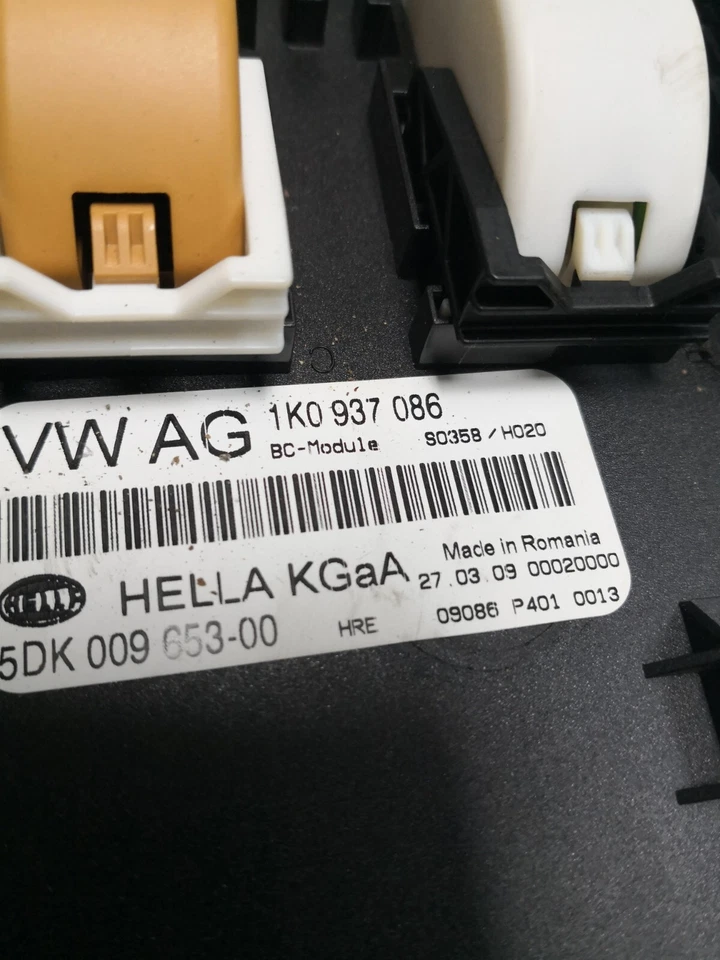 VW AG 1K0 937 086
BC-Module S0358 / H020
Made in Romania
HELLA HELLA KGaA 27.03.09 00020000
5DK 009 653-00 HRE 09086 P401 0013